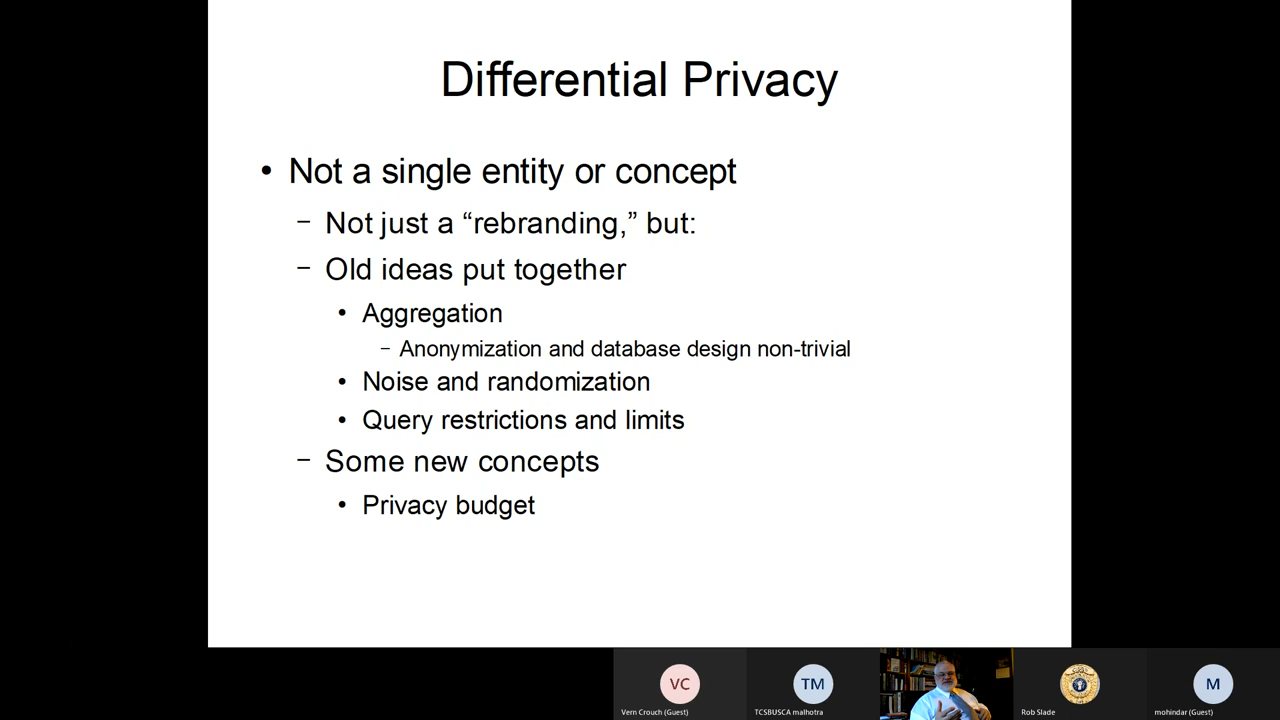 Differential Privacy
• Not a single entity or concept
– Not just a “rebranding,” but:
– Old ideas put together
• Aggregation
– Anonymization and database design non-trivial
• Noise and randomization
• Query restrictions and limits
– Some new concepts
• Privacy budget
VC
TM
M
Vern Crouch (Guest)
TCSBUSCA malhotra
Rob Slade
mohindar (Guest)